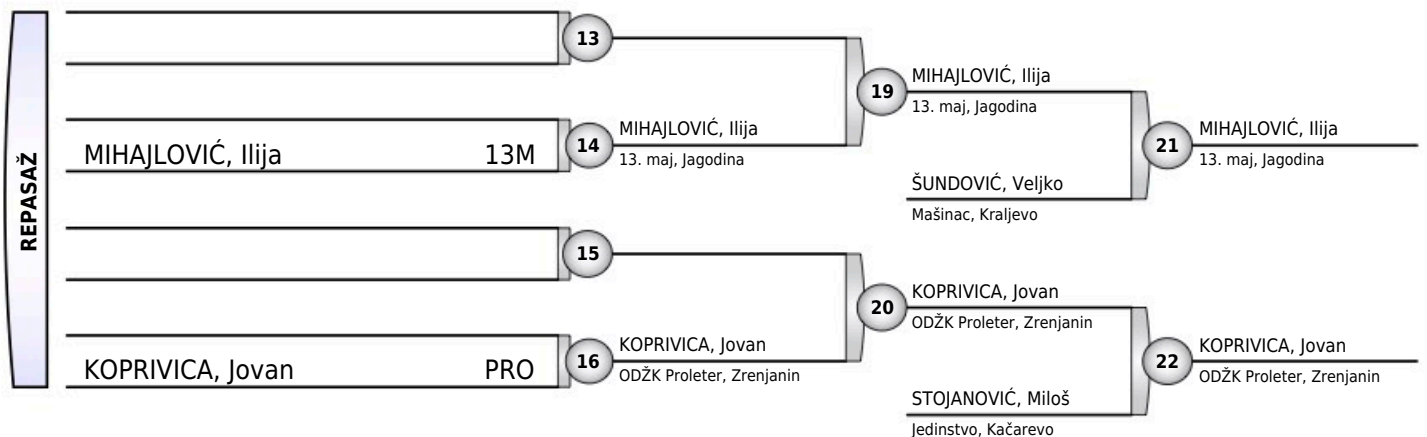 REPASAŽ
13
MIHAJLOVIĆ, Ilija 13M
14
MIHAJLOVIĆ, Ilija
13. maj, Jagodina
19
MIHAJLOVIĆ, Ilija
13. maj, Jagodina
ŠUNDOVIĆ, Veljko
Mašinac, Kraljevo
21
MIHAJLOVIĆ, Ilija
13. maj, Jagodina
15
KOPRIVICA, Jovan PRO
16
KOPRIVICA, Jovan
ODŽK Proleter, Zrenjanin
20
KOPRIVICA, Jovan
ODŽK Proleter, Zrenjanin
STOJANOVIĆ, Miloš
Jedinstvo, Kačarevo
22
KOPRIVICA, Jovan
ODŽK Proleter, Zrenjanin